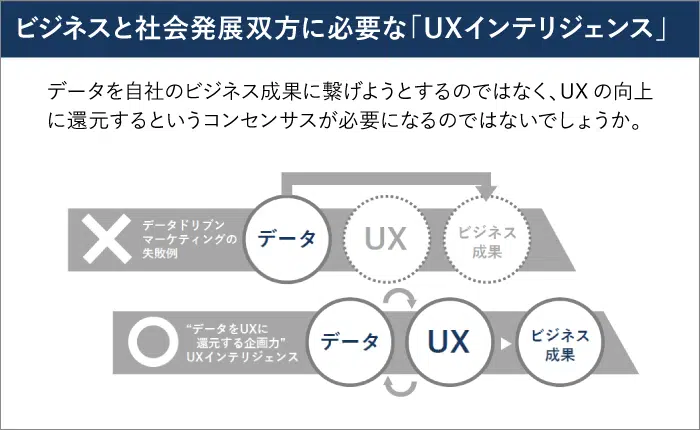 ビジネスと社会発展双方に必要な「UXインテリジェンス」
データを自社のビジネス成果に繋げようとするのではなく、UX の向上
に還元するというコンセンサスが必要になるのではないでしょうか。
データドリブン
マーケティングの
失敗例
データ
UX
ビジネス
成果
“データをUXに
還元する企画力”
UXインテリジェンス
データ
UX
ビジネス
成果